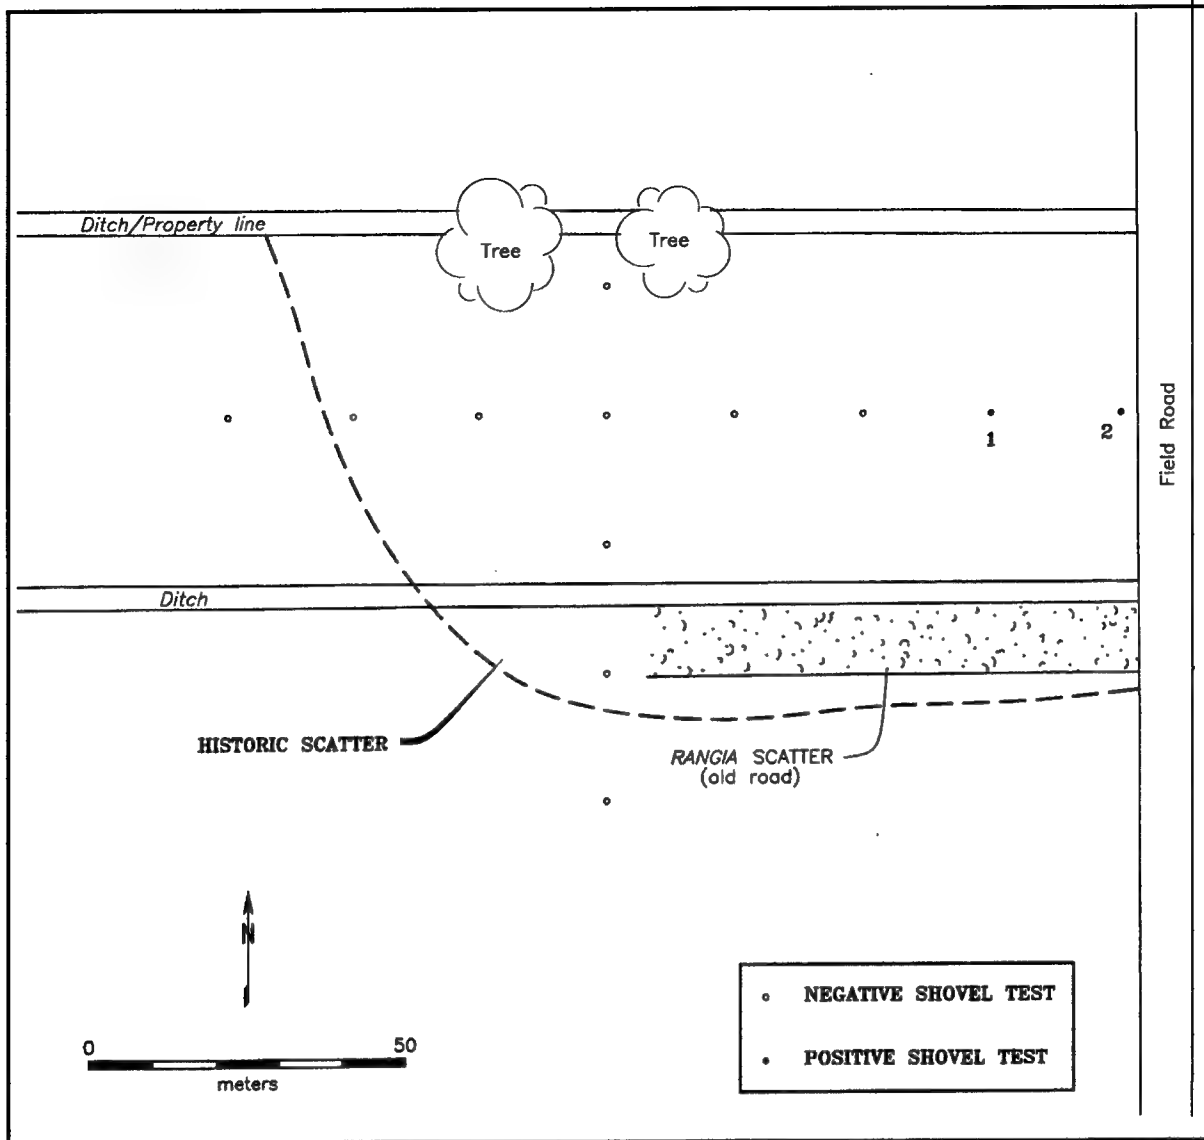 Ditch/Property line
Tree
Tree
1
2
Field Road
Ditch
HISTORIC SCATTER
RANGIA SCATTER
(old road)
N
0
50
meters
NEGATIVE SHOVEL TEST
POSITIVE SHOVEL TEST